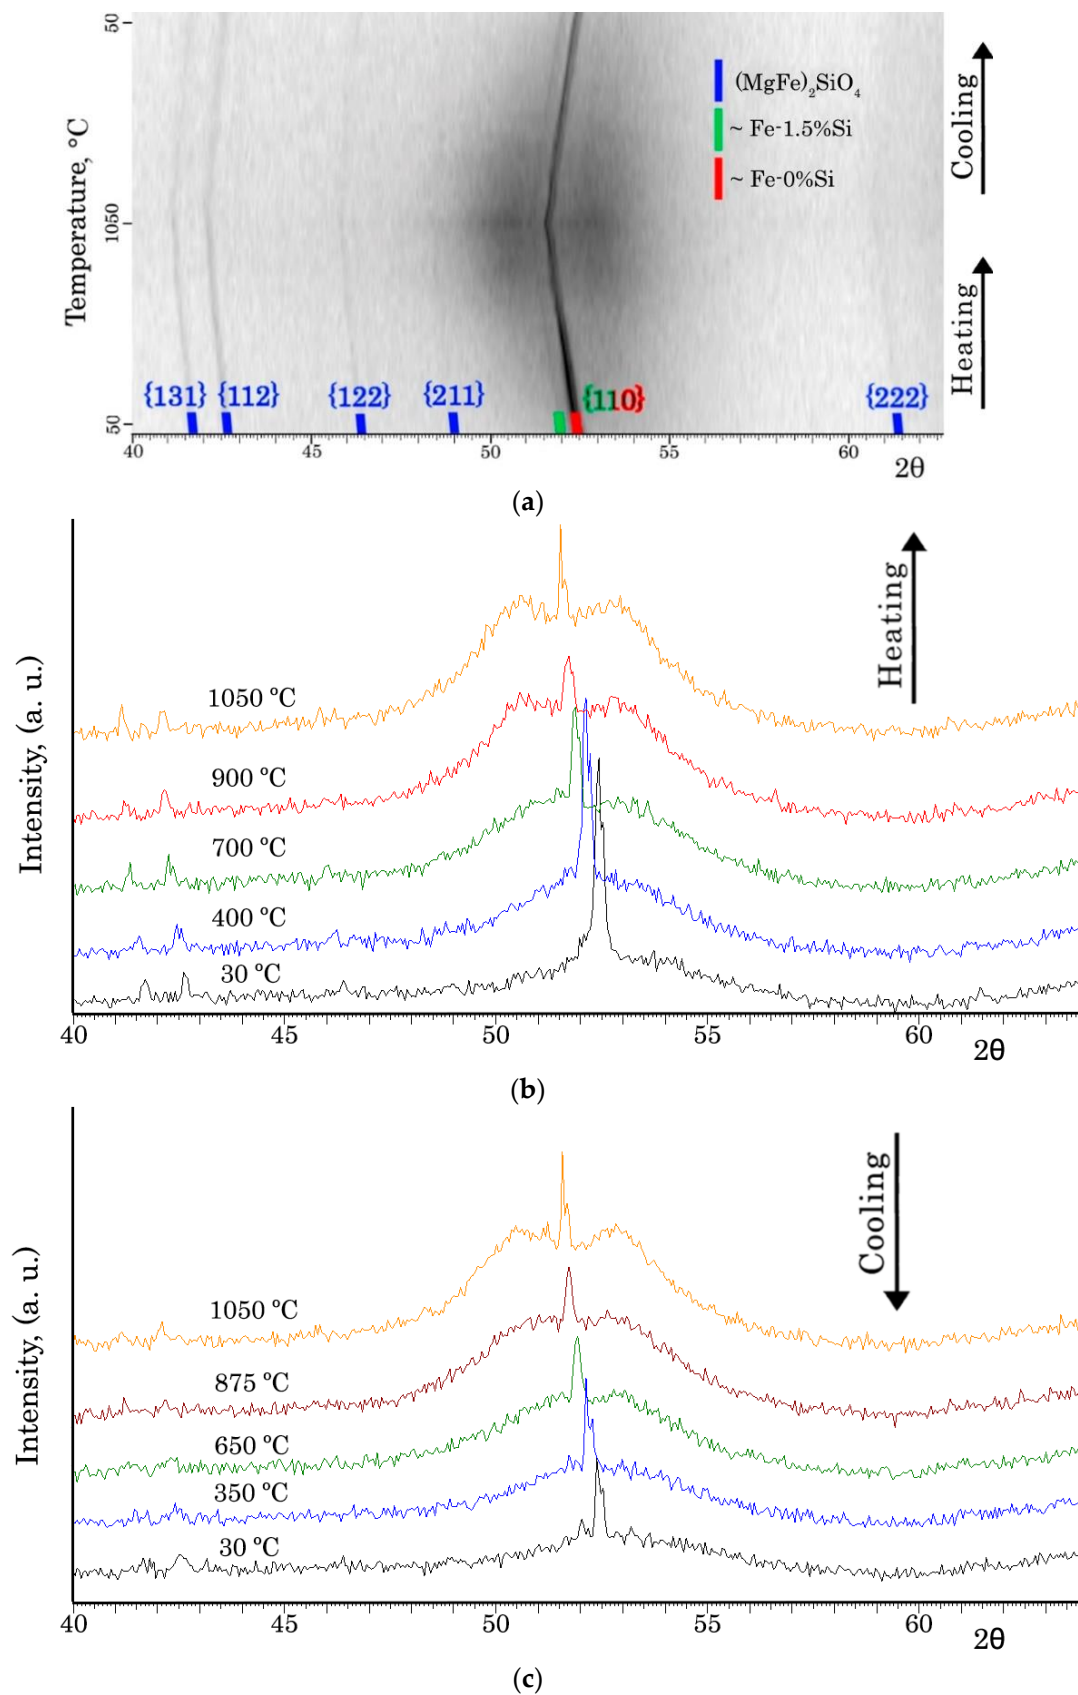 50
1050
50
Temperature, °C
(MgFe)₂SiO₄
~ Fe-1.5%Si
~ Fe-0%Si
Cooling
Heating
{131} {112} {122} {211} {110} {222}
40 45 50 55 60
2θ
(a)
Heating
Intensity, (a. u.)
1050 °C
900 °C
700 °C
400 °C
30 °C
40 45 50 55 60
2θ
(b)
Cooling
Intensity, (a. u.)
1050 °C
875 °C
650 °C
350 °C
30 °C
40 45 50 55 60
2θ
(c)